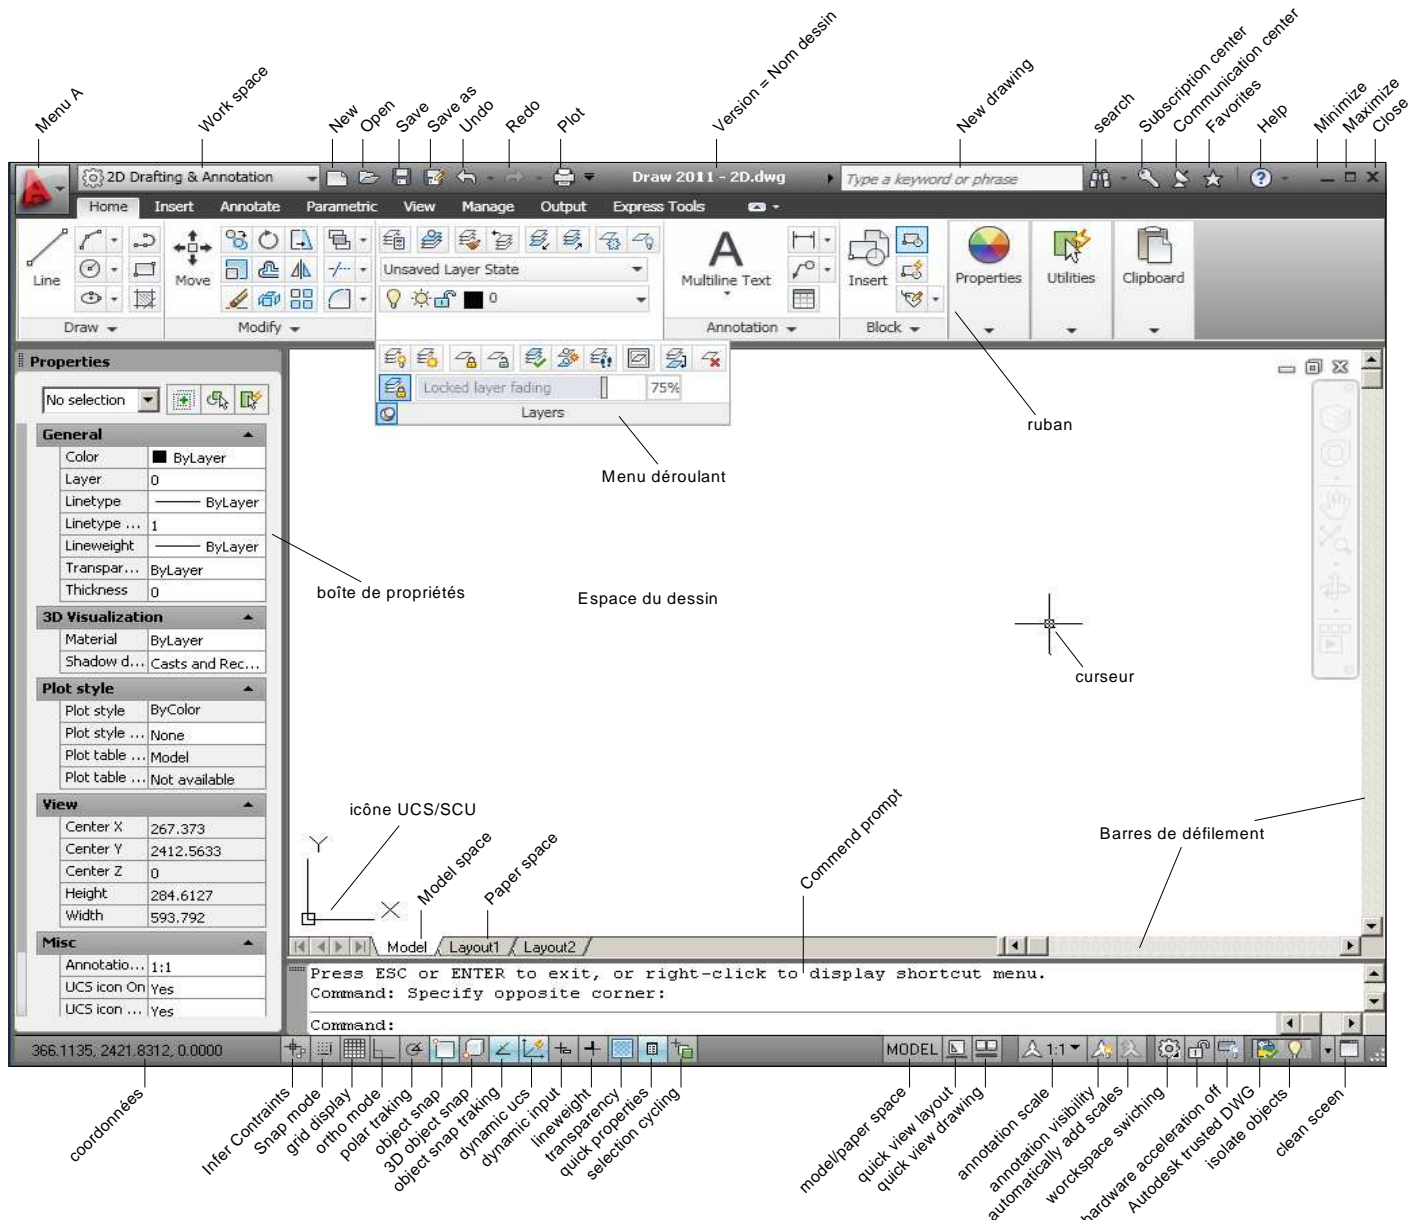 Menu A
Work space
New
Open
Save
Save as
Undo
Redo
Plot
Version = Nom dessin
New drawing
search
Subscription center
Communication center
Favorites
Help
Minimize
Maximize
Close
2D Drafting & Annotation
Draw 2011 - 2D.dwg
Type a keyword or phrase
Home Insert Annotate Parametric View Manage Output Express Tools
Line
Move
Unsaved Layer State
0
Multiline Text
Insert
Properties
Utilities
Clipboard
Draw
Modify
Annotation
Block
Locked layer fading 75%
Layers
ruban
Menu déroulant
Properties
No selection
General
Color ByLayer
Layer 0
Linetype ByLayer
Linetype ... 1
Lineweight ByLayer
Transpar... ByLayer
Thickness 0
3D Visualization
Material ByLayer
Shadow d... Casts and Rec...
Plot style
Plot style ByColor
Plot style ... None
Plot table ... Model
Plot table ... Not available
View
Center X 267.373
Center Y 2412.5633
Center Z 0
Height 284.6127
Width 593.792
Misc
Annotatio... 1:1
UCS icon On Yes
UCS icon ... Yes
boîte de propriétés
Espace du dessin
curseur
icône UCS/SCU
Y
X
Model space
Paper space
Commend prompt
Barres de défilement
Model Layout1 Layout2
Press ESC or ENTER to exit, or right-click to display shortcut menu.
Command: Specify opposite corner:
Command:
366.1135, 2421.8312, 0.0000
MODEL
1:1
coordonnées
Infer Contraints
Snap mode
grid display
ortho mode
polar traking
object snap
3D object snap
object snap traking
dynamic ucs
dynamic input
lineweight
transparency
quick properties
selection cycling
model/paper space
quick view layout
quick view drawing
annotation scale
annotation visibility
automatically add scales
worckspace swiching
hardware acceleration off
Autodesk trusted DWG
isolate objects
clean sceen